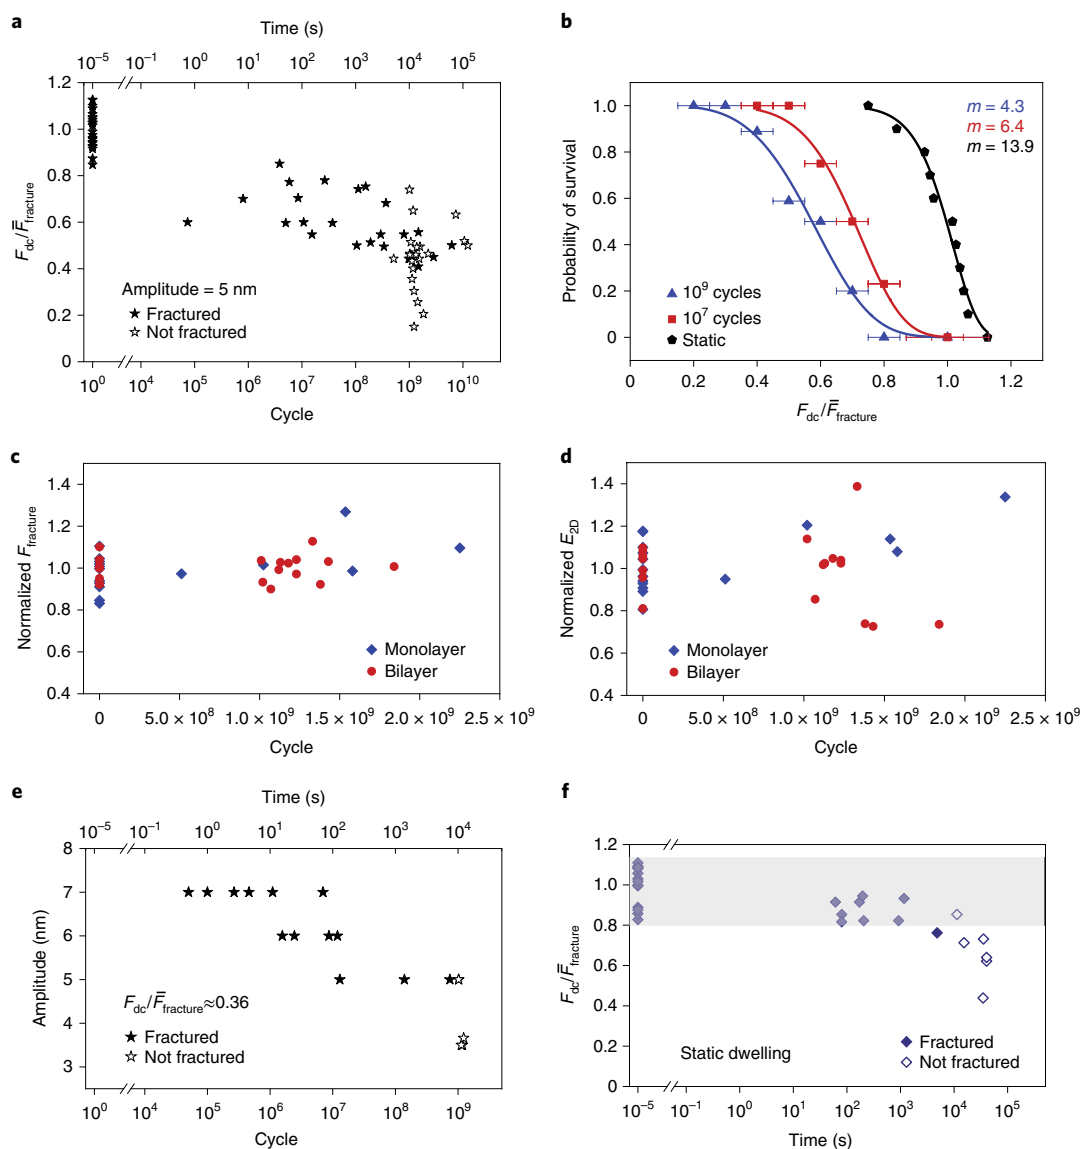 a
Time (s)
10⁻⁵ 10⁻¹ 10⁰ 10¹ 10² 10³ 10⁴ 10⁵
1.2
1.0
0.8
0.6
0.4
0.2
0
F_dc/F̅_fracture
Amplitude = 5 nm
Fractured
Not fractured
10⁰ 10⁴ 10⁵ 10⁶ 10⁷ 10⁸ 10⁹ 10¹⁰
Cycle
b
m = 4.3
m = 6.4
m = 13.9
1.0
0.8
0.6
0.4
0.2
0
Probability of survival
10⁹ cycles
10⁷ cycles
Static
0 0.2 0.4 0.6 0.8 1.0 1.2
F_dc/F̅_fracture
c
1.4
1.2
1.0
0.8
0.6
0.4
Normalized F_fracture
Monolayer
Bilayer
0 5.0 × 10⁸ 1.0 × 10⁹ 1.5 × 10⁹ 2.0 × 10⁹ 2.5 × 10⁹
Cycle
d
1.4
1.2
1.0
0.8
0.6
0.4
Normalized E_2D
Monolayer
Bilayer
0 5.0 × 10⁸ 1.0 × 10⁹ 1.5 × 10⁹ 2.0 × 10⁹ 2.5 × 10⁹
Cycle
e
Time (s)
10⁻⁵ 10⁻¹ 10⁰ 10¹ 10² 10³ 10⁴
8
7
6
5
4
3
Amplitude (nm)
F_dc/F̅_fracture≈0.36
Fractured
Not fractured
10⁰ 10⁴ 10⁵ 10⁶ 10⁷ 10⁸ 10⁹
Cycle
f
1.2
1.0
0.8
0.6
0.4
0.2
0
F_dc/F̅_fracture
Static dwelling
Fractured
Not fractured
10⁻⁵ 10⁻¹ 10⁰ 10¹ 10² 10³ 10⁴ 10⁵
Time (s)